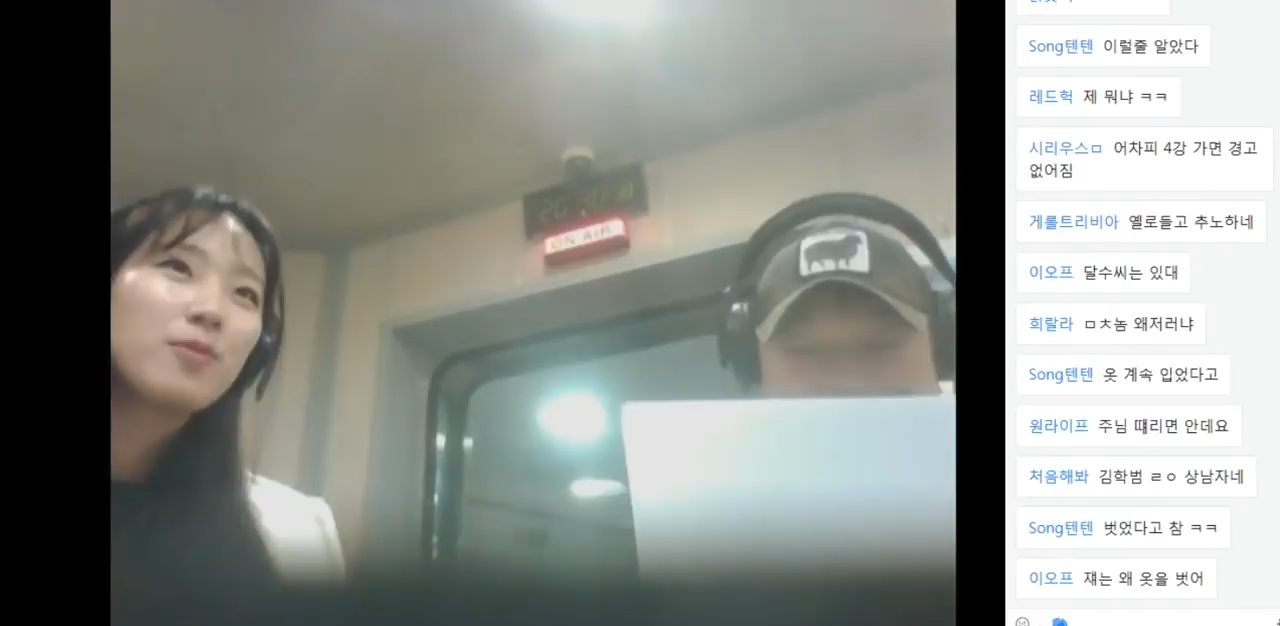 ON AIR
Song텐텐 이럴줄 알았다
레드헉 제 뭐냐 ㅋㅋ
시리우스ㅁ 어차피 4강 가면 경고
없어짐
게롤트리비아 옐로들고 추노하네
이오프 달수씨는 있대
희랄라 ㅁㅊ놈 왜저러냐
Song텐텐 옷 계속 입었다고
원라이프 주님 떄리면 안데요
처음해봐 김학범 ㄹㅇ 상남자네
Song텐텐 벗었다고 참 ㅋㅋ
이오프 쟤는 왜 옷을 벗어